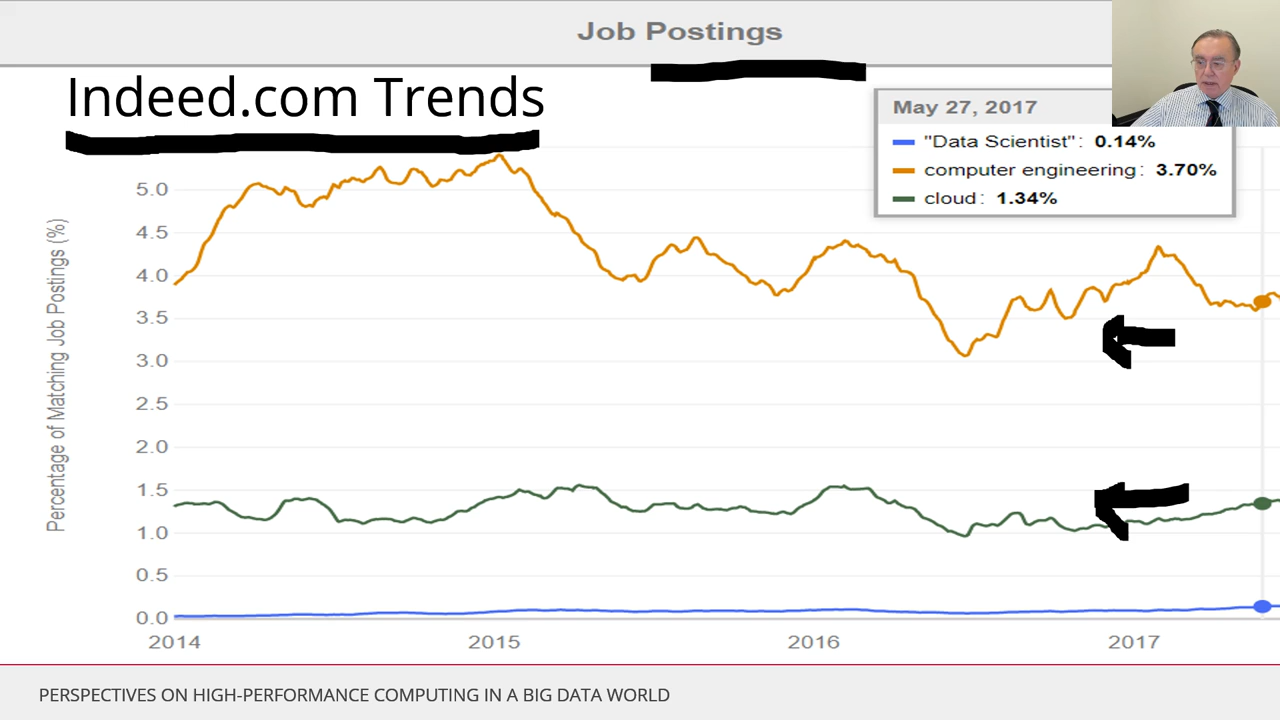 Job Postings
Indeed.com Trends
May 27, 2017
"Data Scientist": 0.14%
computer engineering: 3.70%
cloud: 1.34%
Percentage of Matching Job Postings (%)
5.0
4.5
4.0
3.5
3.0
2.5
2.0
1.5
1.0
0.5
0.0
2014 2015 2016 2017
PERSPECTIVES ON HIGH-PERFORMANCE COMPUTING IN A BIG DATA WORLD